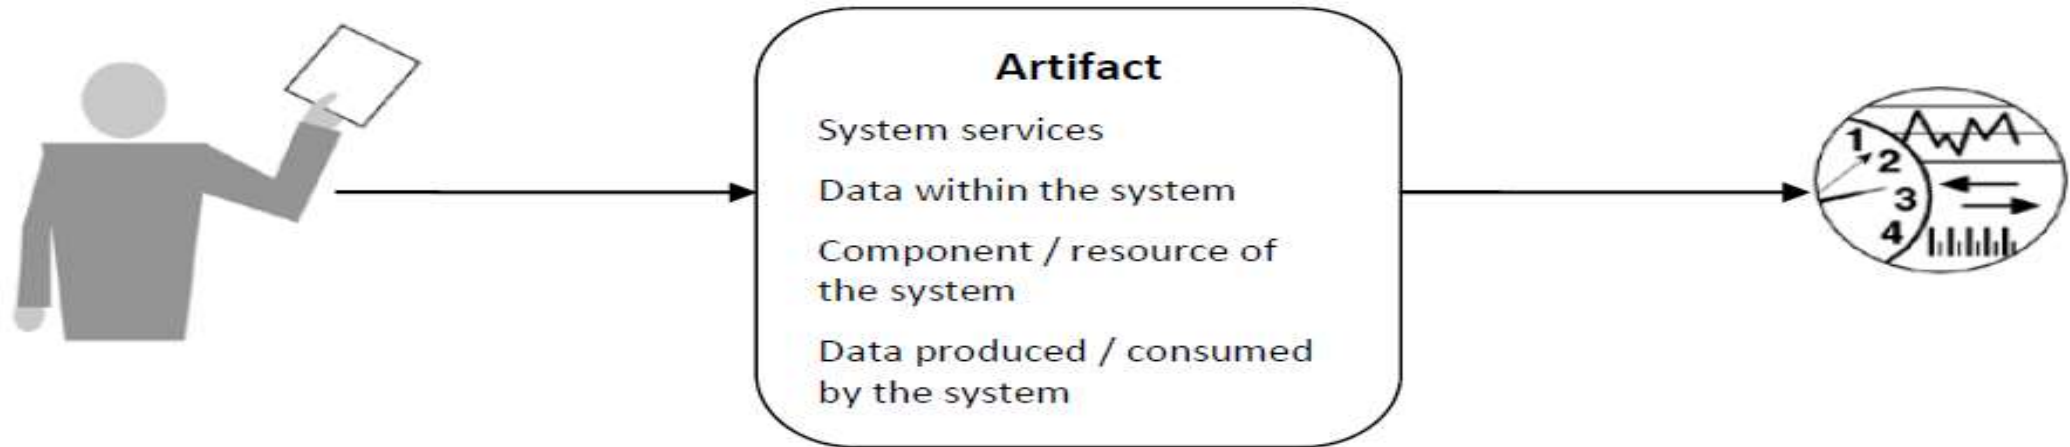 Artifact
System services
Data within the system
Component / resource of
the system
Data produced / consumed
by the system
1
2
3
4